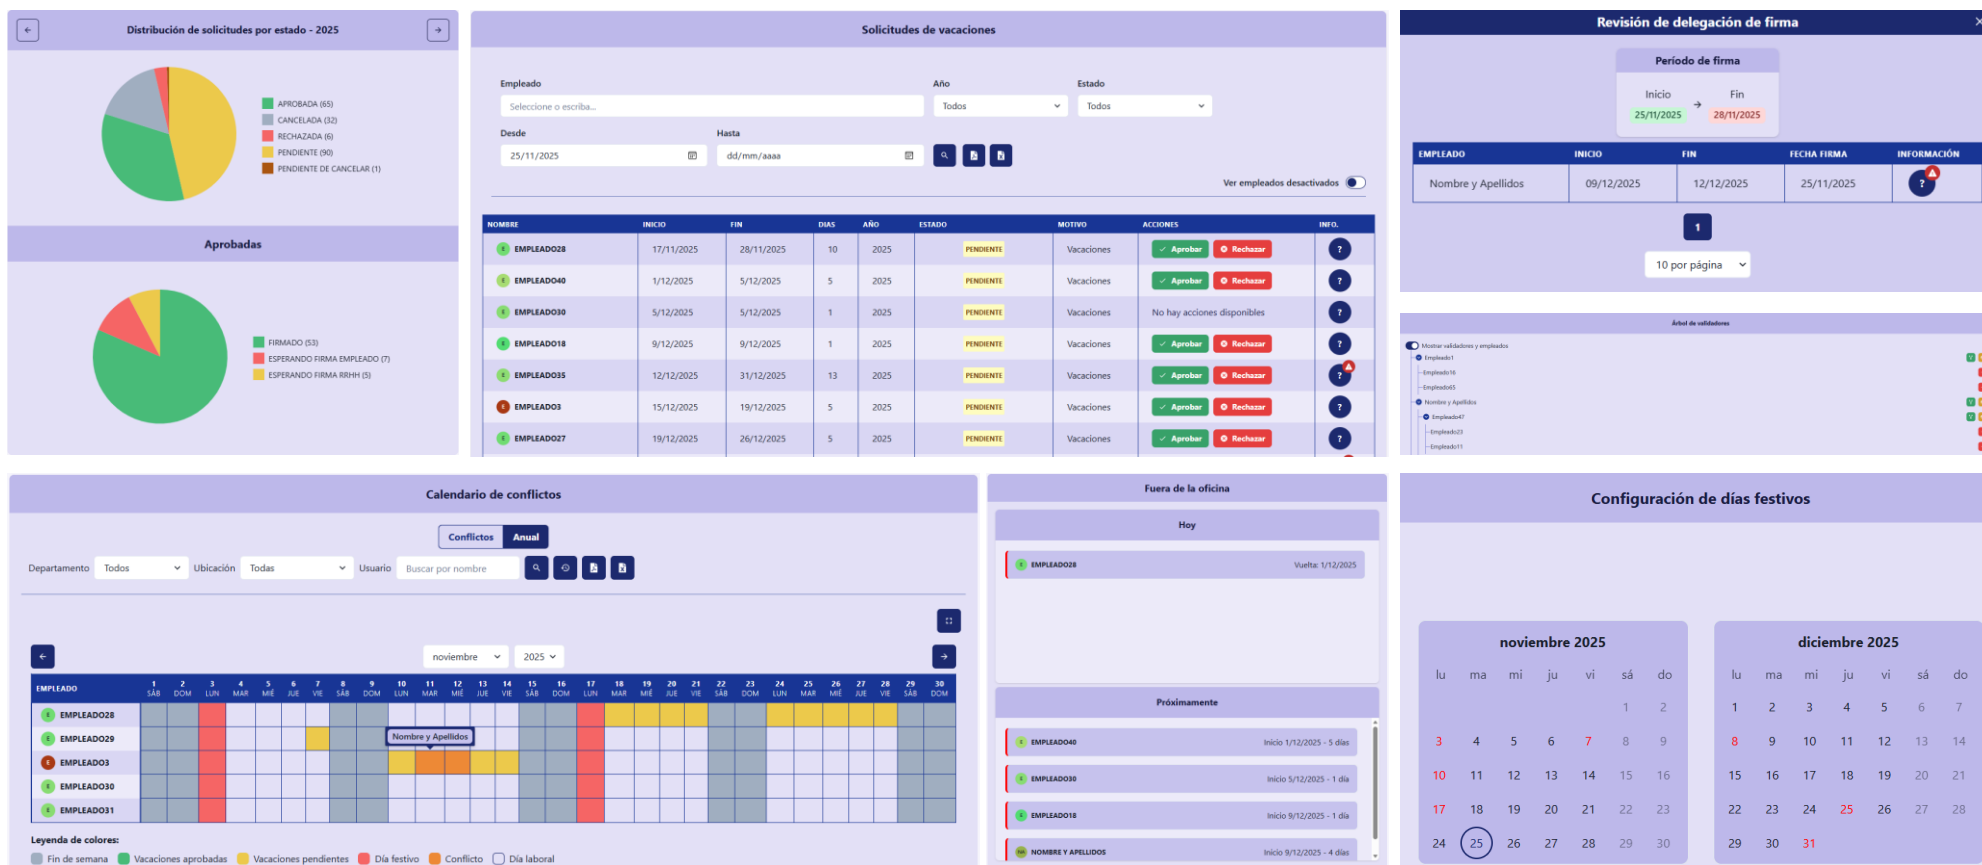 Distribución de solicitudes por estado - 2025
APROBADA (65)
CANCELADA (32)
RECHAZADA (6)
PENDIENTE (90)
PENDIENTE DE CANCELAR (1)
Aprobadas
FIRMADO (53)
ESPERANDO FIRMA EMPLEADO (7)
ESPERANDO FIRMA RRHH (5)
Solicitudes de vacaciones
Empleado Año Estado
Seleccione o escriba... Todos Todos
Desde Hasta
25/11/2025 dd/mm/aaaa
Ver empleados desactivados
NOMBRE INICIO FIN DIAS AÑO ESTADO MOTIVO ACCIONES INFO.
E EMPLEADO28 17/11/2025 28/11/2025 10 2025 PENDIENTE Vacaciones Aprobar Rechazar ?
E EMPLEADO40 1/12/2025 5/12/2025 5 2025 PENDIENTE Vacaciones Aprobar Rechazar ?
E EMPLEADO30 5/12/2025 5/12/2025 1 2025 PENDIENTE Vacaciones No hay acciones disponibles ?
E EMPLEADO18 9/12/2025 9/12/2025 1 2025 PENDIENTE Vacaciones Aprobar Rechazar ?
E EMPLEADO35 12/12/2025 31/12/2025 13 2025 PENDIENTE Vacaciones Aprobar Rechazar ?
E EMPLEADO3 15/12/2025 19/12/2025 5 2025 PENDIENTE Vacaciones Aprobar Rechazar ?
E EMPLEADO27 19/12/2025 26/12/2025 5 2025 PENDIENTE Vacaciones Aprobar Rechazar ?
Revisión de delegación de firma
Período de firma
Inicio → Fin
25/11/2025 28/11/2025
EMPLEADO INICIO FIN FECHA FIRMA INFORMACIÓN
Nombre y Apellidos 09/12/2025 12/12/2025 25/11/2025 ?
1
10 por página
Árbol de validadores
Mostrar validadores y empleados
Empleado1 V
Empleado16
Empleado65
Nombre y Apellidos V
Empleado47 V
Empleado23
Empleado11
Calendario de conflictos
Conflictos Anual
Departamento Todos Ubicación Todas Usuario Buscar por nombre
noviembre 2025
EMPLEADO 1 2 3 4 5 6 7 8 9 10 11 12 13 14 15 16 17 18 19 20 21 22 23 24 25 26 27 28 29 30
SÁB DOM LUN MAR MIÉ JUE VIE SÁB DOM LUN MAR MIÉ JUE VIE SÁB DOM LUN MAR MIÉ JUE VIE SÁB DOM LUN MAR MIÉ JUE VIE SÁB DOM
E EMPLEADO28
E EMPLEADO29
Nombre y Apellidos
E EMPLEADO3
E EMPLEADO30
E EMPLEADO31
Leyenda de colores:
Fin de semana Vacaciones aprobadas Vacaciones pendientes Día festivo Conflicto Día laboral
Fuera de la oficina
Hoy
E EMPLEADO28 Vuelta: 1/12/2025
Próximamente
E EMPLEADO40 Inicio 1/12/2025 - 5 días
E EMPLEADO30 Inicio 5/12/2025 - 1 día
E EMPLEADO18 Inicio 9/12/2025 - 1 día
NA NOMBRE Y APELLIDOS Inicio 9/12/2025 - 4 días
Configuración de días festivos
noviembre 2025
lu ma mi ju vi sá do
1 2
3 4 5 6 7 8 9
10 11 12 13 14 15 16
17 18 19 20 21 22 23
24 25 26 27 28 29 30
diciembre 2025
lu ma mi ju vi sá do
1 2 3 4 5 6 7
8 9 10 11 12 13 14
15 16 17 18 19 20 21
22 23 24 25 26 27 28
29 30 31